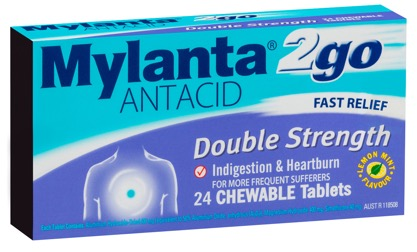 Mylanta® 2go
ANTACID
FAST RELIEF
Double Strength
Indigestion & Heartburn
FOR MORE FREQUENT SUFFERERS
24 CHEWABLE Tablets
LEMON MINT
FLAVOUR
AUST R 118508